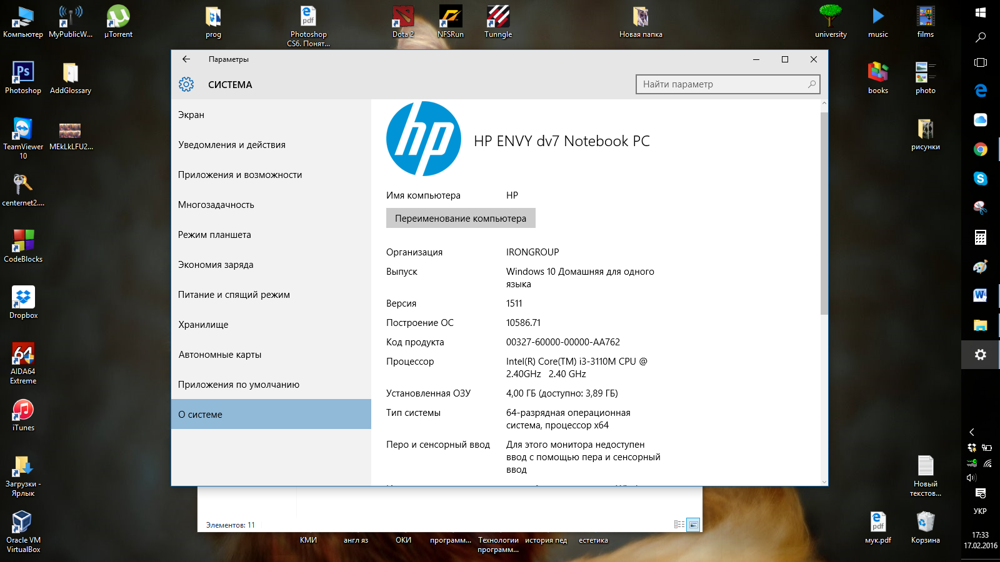 Компьютер
MyPublicW...
µTorrent
prog
Photoshop
CS6. Понят...
Dota 2
NFSRun
Tunngle
Новая папка
university
music
films
Photoshop
AddGlossary
books
photo
TeamViewer
10
MEkLkLFU2...
рисунки
centernet2....
CodeBlocks
Dropbox
AIDA64
Extreme
iTunes
Загрузки -
Ярлык
Oracle VM
VirtualBox
Параметры
СИСТЕМА
Найти параметр
Экран
Уведомления и действия
Приложения и возможности
Многозадачность
Режим планшета
Экономия заряда
Питание и спящий режим
Хранилище
Автономные карты
Приложения по умолчанию
О системе
hp
HP ENVY dv7 Notebook PC
Имя компьютера HP
Переименование компьютера
Организация IRONGROUP
Выпуск Windows 10 Домашняя для одного
языка
Версия 1511
Построение ОС 10586.71
Код продукта 00327-60000-00000-AA762
Процессор Intel(R) Core(TM) i3-3110M CPU @
2.40GHz 2.40 GHz
Установленная ОЗУ 4,00 ГБ (доступно: 3,89 ГБ)
Тип системы 64-разрядная операционная
система, процессор x64
Перо и сенсорный ввод Для этого монитора недоступен
ввод с помощью пера и сенсорный
ввод
Элементов: 11
КМИ
англ яз
ОКИ
программ...
Технологии
программ...
история пед
естетика
Новый
текстов...
мук.pdf
Корзина
УКР
17:33
17.02.2016